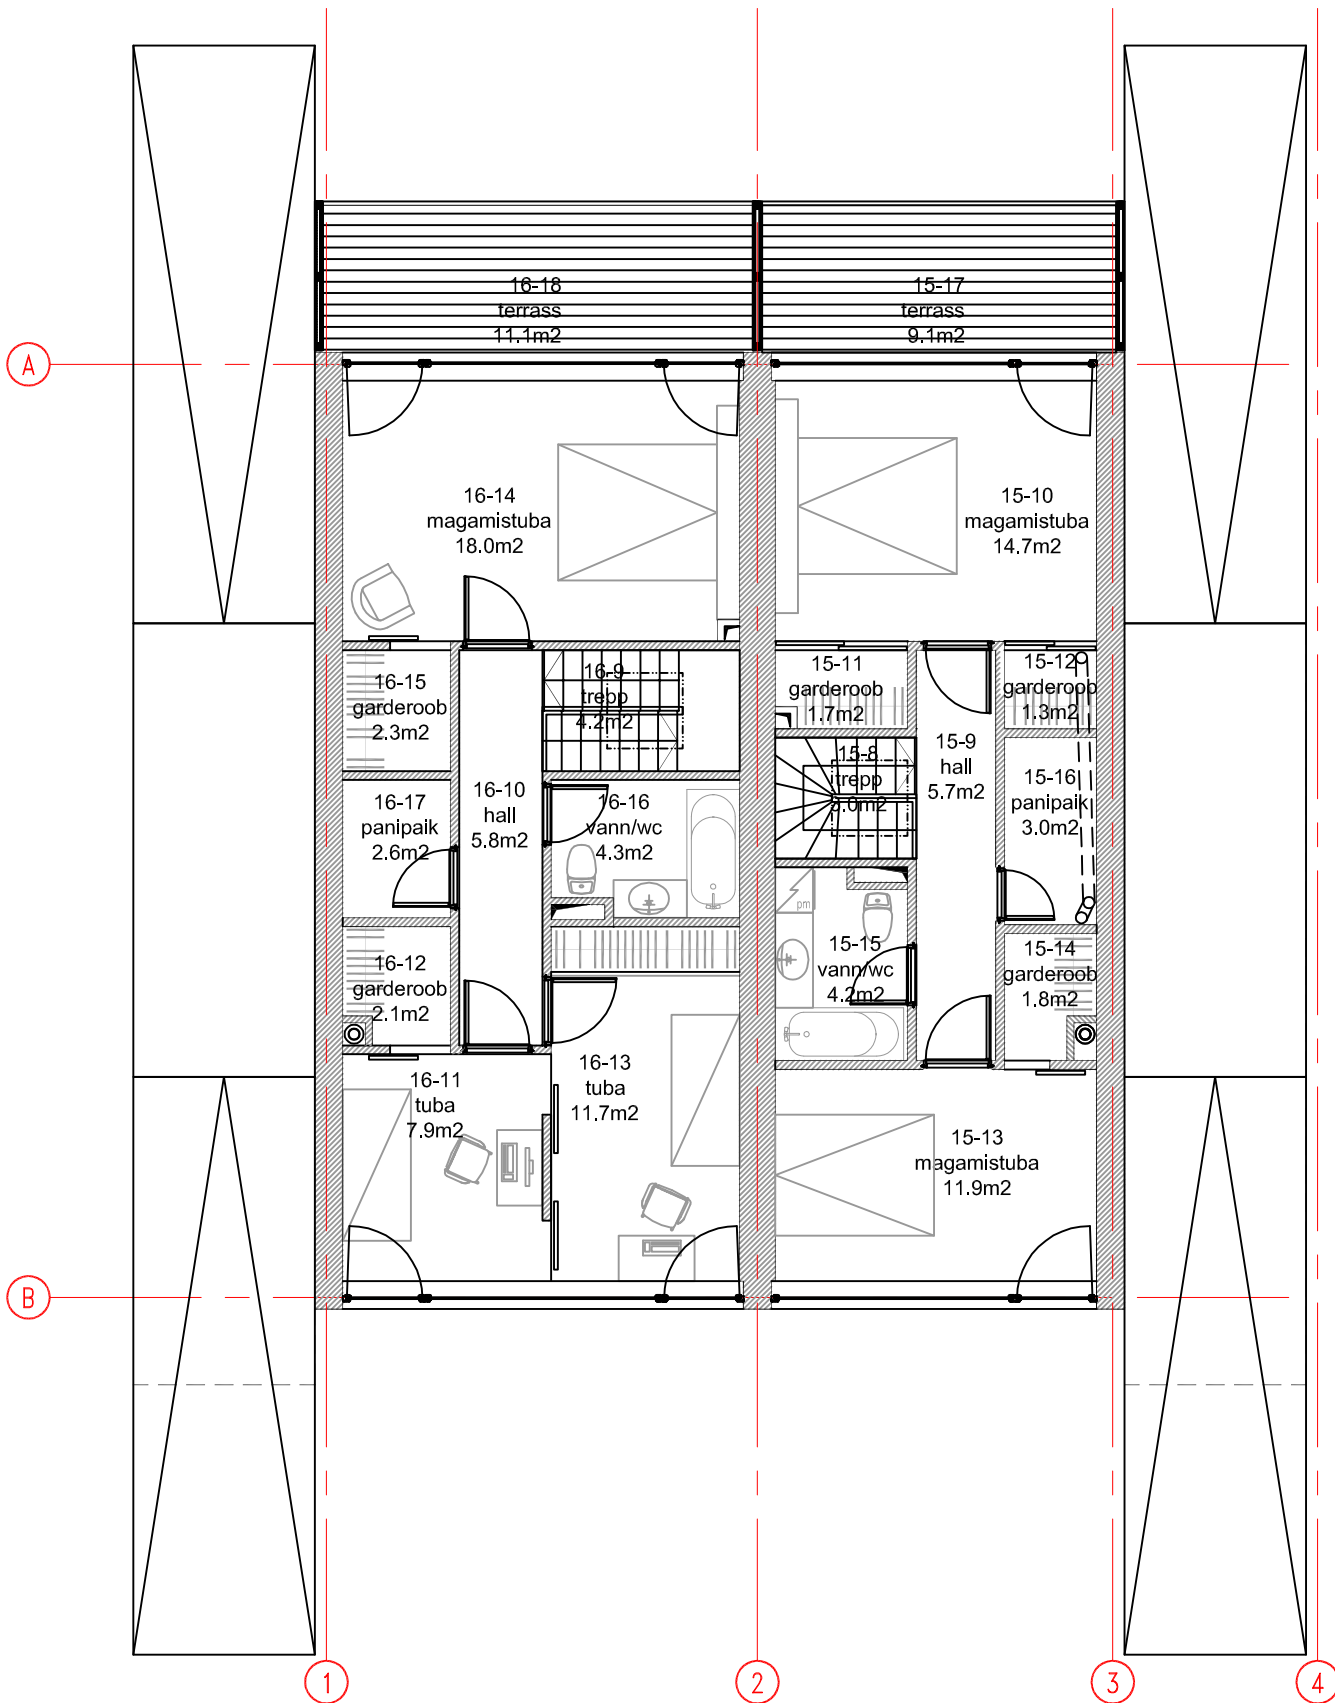 16-18
terrass
11.1m2
15-17
terrass
9.1m2
A
16-14
magamistuba
18.0m2
15-10
magamistuba
14.7m2
16-15
garderoob
2.3m2
16-9
trepp
4.2m2
15-11
garderoob
1.7m2
15-12
garderoob
1.3m2
15-9
hall
5.7m2
15-8
trepp
3.0m2
15-16
panipaik
3.0m2
16-17
panipaik
2.6m2
16-10
hall
5.8m2
16-16
vann/wc
4.3m2
pm
16-12
garderoob
2.1m2
15-15
vann/wc
4.2m2
15-14
garderoob
1.8m2
16-11
tuba
7.9m2
16-13
tuba
11.7m2
15-13
magamistuba
11.9m2
B
1
2
3
4